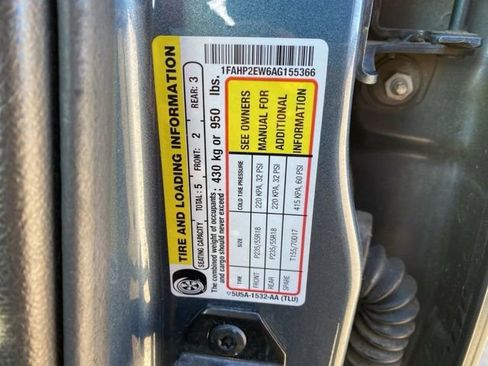 1FAHP2EW6AG155366
TIRE AND LOADING INFORMATION
SEATING CAPACITY TOTAL: 5 FRONT: 2 REAR: 3
The combined weight of occupants and cargo should never exceed : 430 kg or 950 lbs.
TIRE SIZE COLD TIRE PRESSURE
FRONT P235/55R18 220 KPA, 32 PSI
REAR P235/55R18 220 KPA, 32 PSI
SPARE T155/70D17 415 KPA, 60 PSI
SEE OWNERS
MANUAL FOR
ADDITIONAL
INFORMATION
5U5A-1532-AA (TLU)